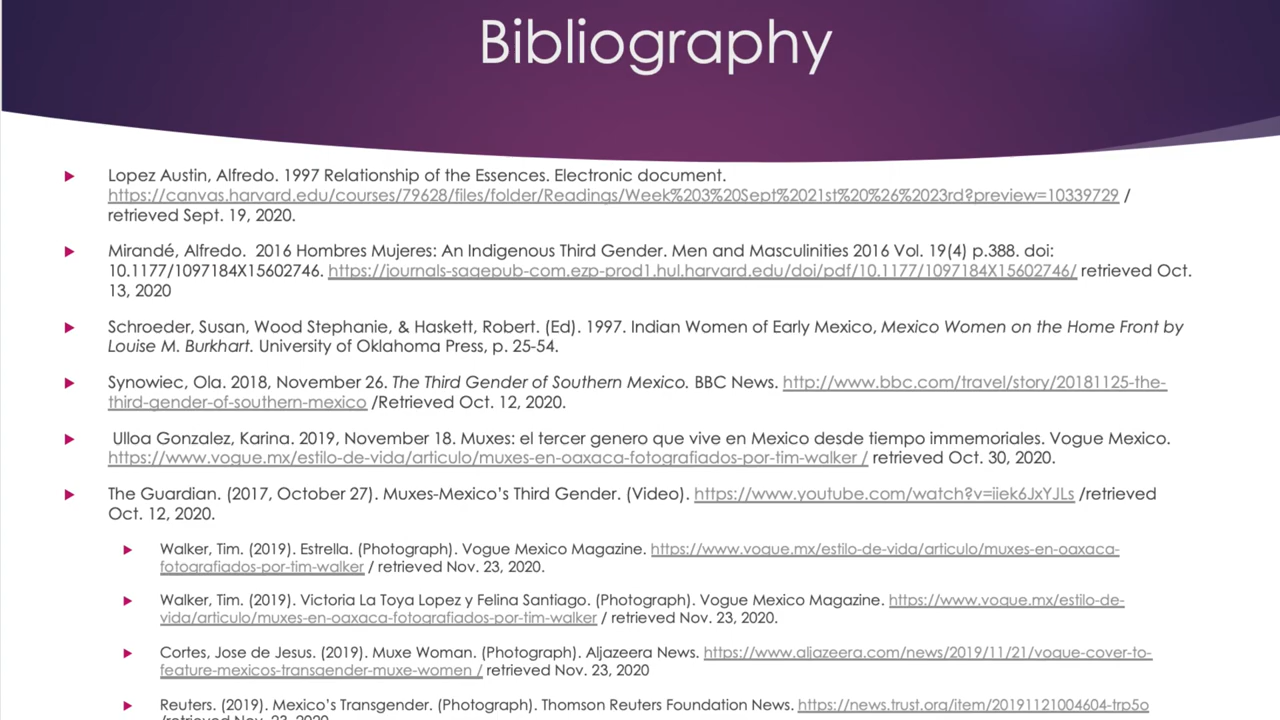 Bibliography
Lopez Austin, Alfredo. 1997 Relationship of the Essences. Electronic document.
https://canvas.harvard.edu/courses/79628/files/folder/Readings/Week%203%20Sept%2021st%20%26%2023rd?preview=10339729 /
retrieved Sept. 19, 2020.
Mirandé, Alfredo.  2016 Hombres Mujeres: An Indigenous Third Gender. Men and Masculinities 2016 Vol. 19(4) p.388. doi:
10.1177/1097184X15602746. https://journals-sagepub-com.ezp-prod1.hul.harvard.edu/doi/pdf/10.1177/1097184X15602746/ retrieved Oct.
13, 2020
Schroeder, Susan, Wood Stephanie, & Haskett, Robert. (Ed). 1997. Indian Women of Early Mexico, Mexico Women on the Home Front by
Louise M. Burkhart. University of Oklahoma Press, p. 25-54.
Synowiec, Ola. 2018, November 26. The Third Gender of Southern Mexico. BBC News. http://www.bbc.com/travel/story/20181125-the-
third-gender-of-southern-mexico /Retrieved Oct. 12, 2020.
Ulloa Gonzalez, Karina. 2019, November 18. Muxes: el tercer genero que vive en Mexico desde tiempo immemoriales. Vogue Mexico.
https://www.vogue.mx/estilo-de-vida/articulo/muxes-en-oaxaca-fotografiados-por-tim-walker / retrieved Oct. 30, 2020.
The Guardian. (2017, October 27). Muxes-Mexico's Third Gender. (Video). https://www.youtube.com/watch?v=iiek6JxYJLs /retrieved
Oct. 12, 2020.
Walker, Tim. (2019). Estrella. (Photograph). Vogue Mexico Magazine. https://www.vogue.mx/estilo-de-vida/articulo/muxes-en-oaxaca-
fotografiados-por-tim-walker / retrieved Nov. 23, 2020.
Walker, Tim. (2019). Victoria La Toya Lopez y Felina Santiago. (Photograph). Vogue Mexico Magazine. https://www.vogue.mx/estilo-de-
vida/articulo/muxes-en-oaxaca-fotografiados-por-tim-walker / retrieved Nov. 23, 2020.
Cortes, Jose de Jesus. (2019). Muxe Woman. (Photograph). Aljazeera News. https://www.aljazeera.com/news/2019/11/21/vogue-cover-to-
feature-mexicos-transgender-muxe-women / retrieved Nov. 23, 2020
Reuters. (2019). Mexico's Transgender. (Photograph). Thomson Reuters Foundation News. https://news.trust.org/item/20191121004604-trp5o
/retrieved Nov. 23, 2020